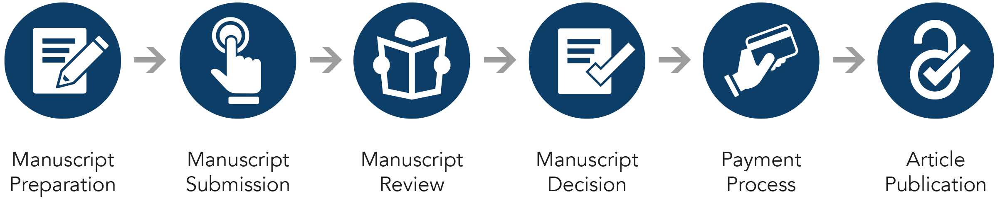 Manuscript
Preparation
Manuscript
Submission
Manuscript
Review
Manuscript
Decision
Payment
Process
Article
Publication